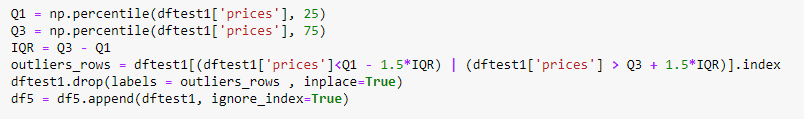 Q1 = np.percentile(dftest1['prices'], 25)
Q3 = np.percentile(dftest1['prices'], 75)
IQR = Q3 - Q1
outliers_rows = dftest1[(dftest1['prices']<Q1 - 1.5*IQR) | (dftest1['prices'] > Q3 + 1.5*IQR)].index
dftest1.drop(labels = outliers_rows , inplace=True)
df5 = df5.append(dftest1, ignore_index=True)